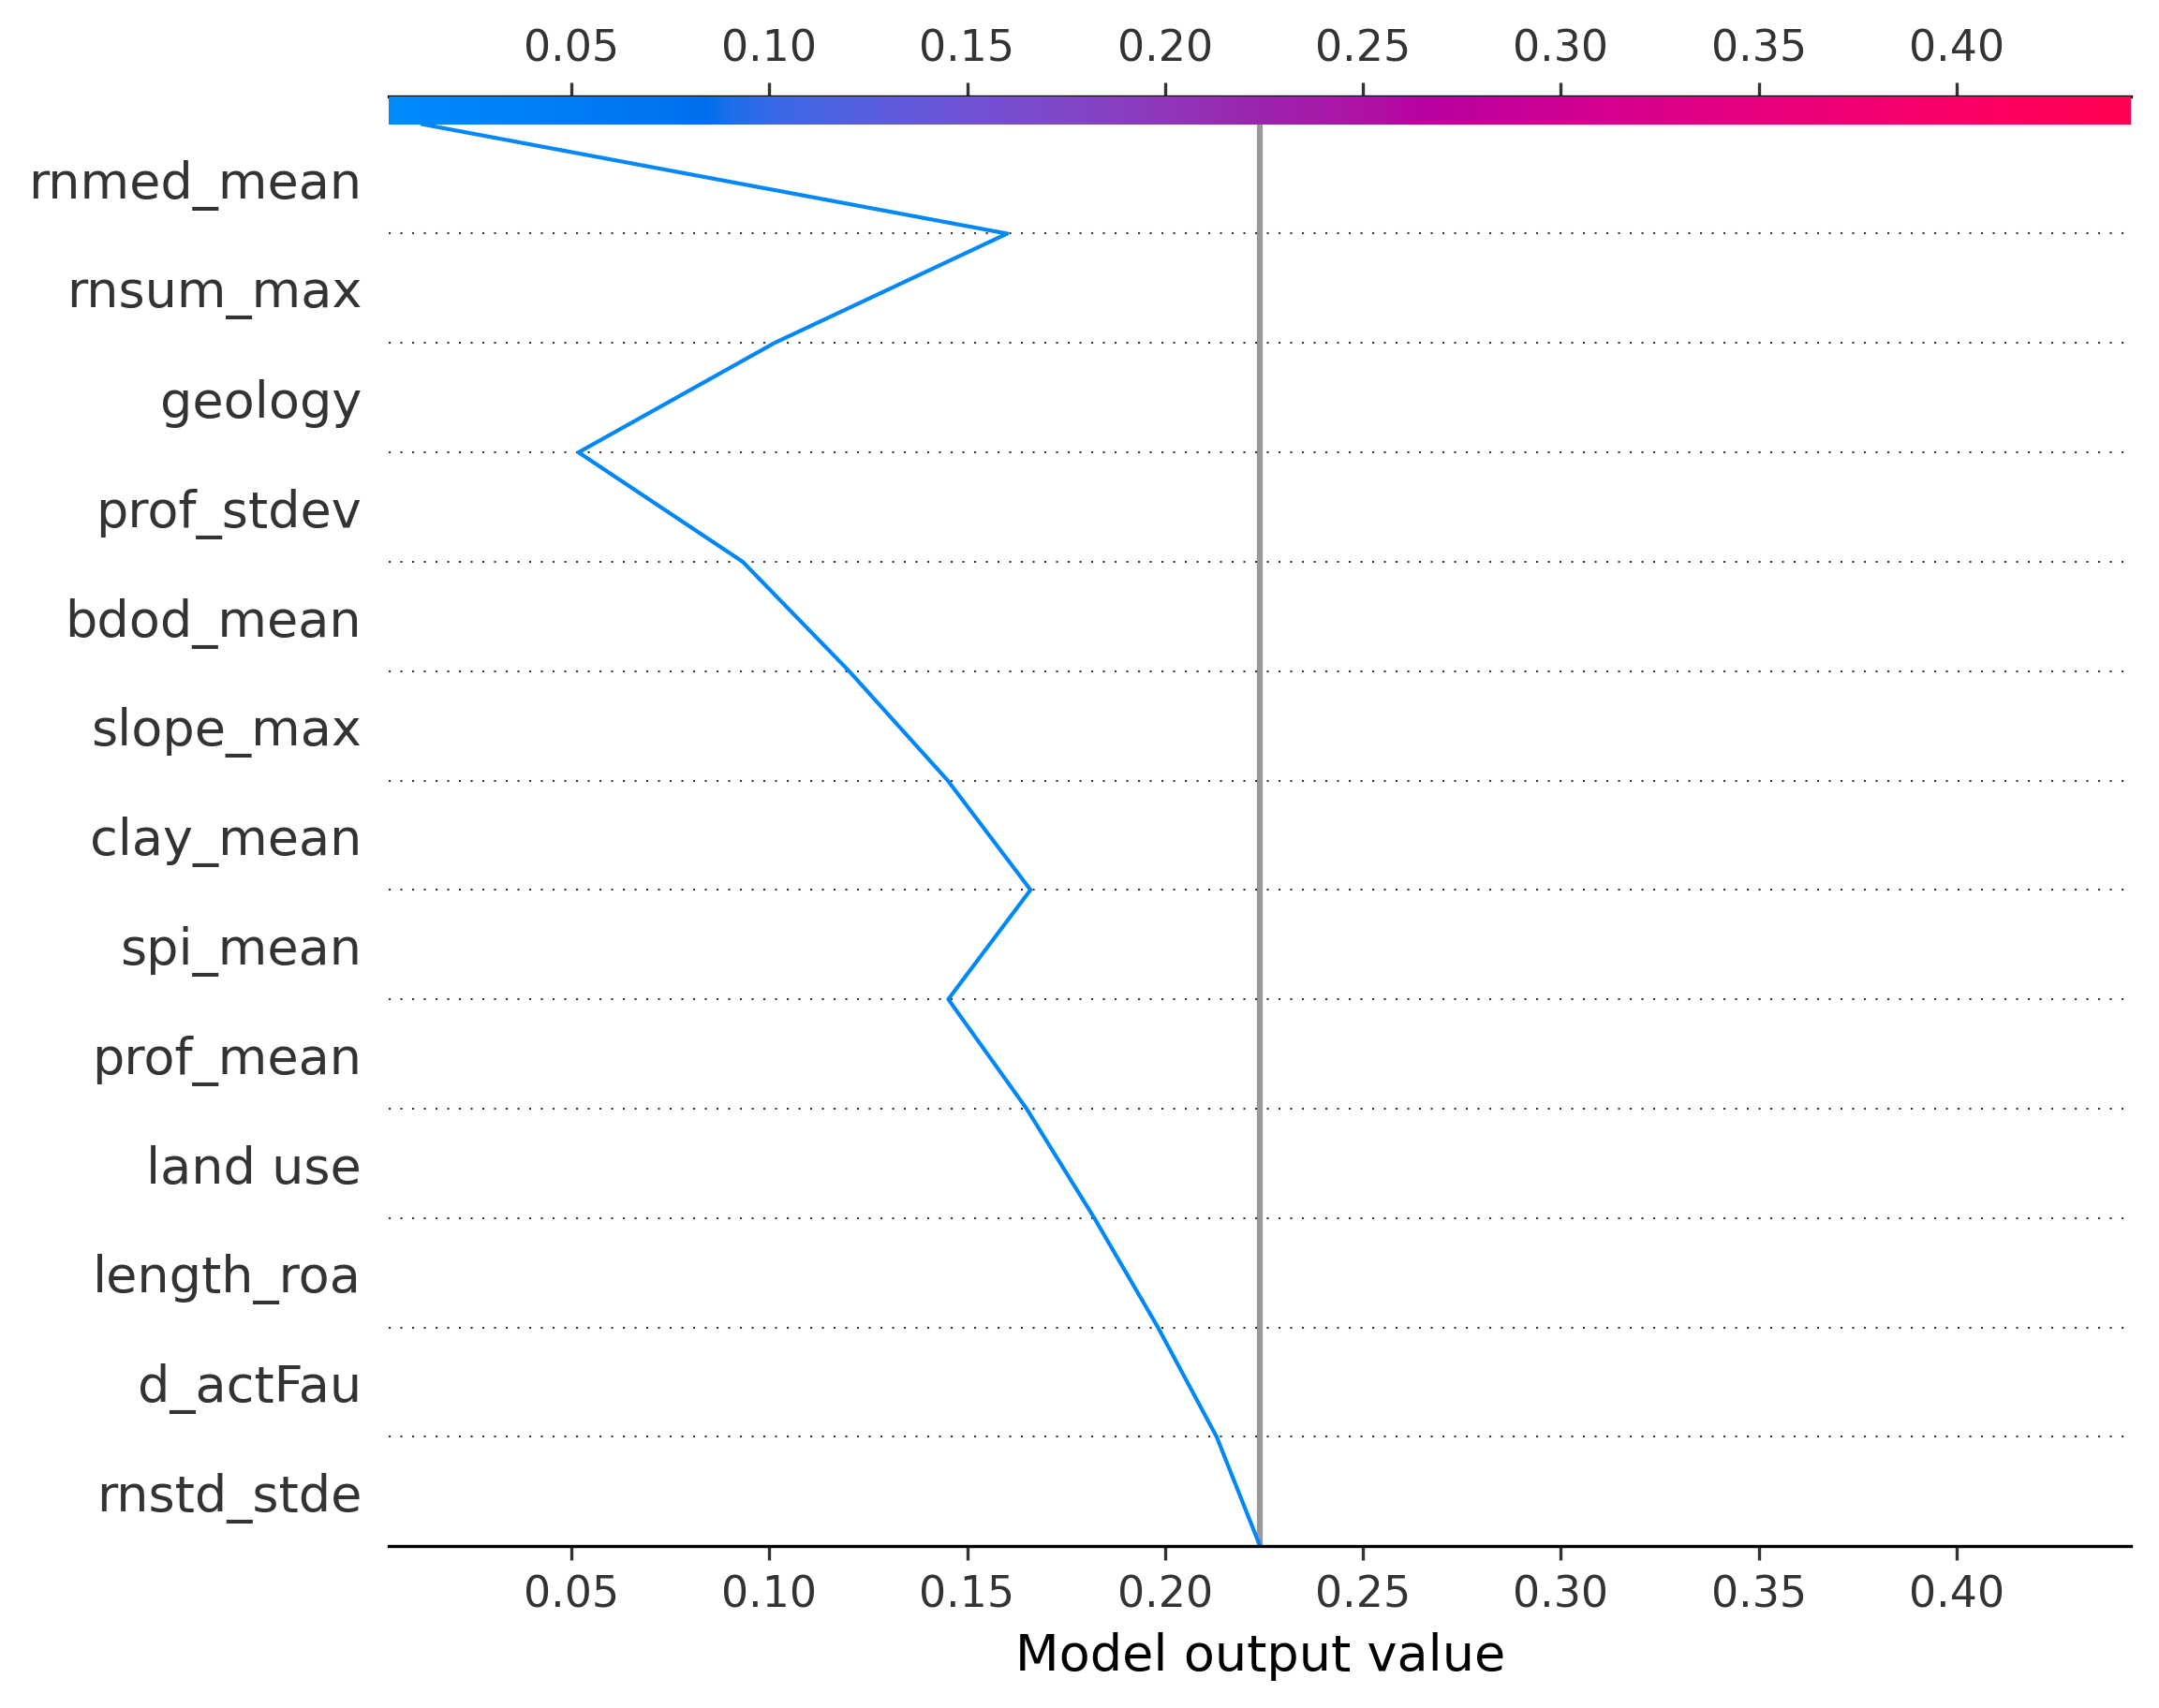 0.05 0.10 0.15 0.20 0.25 0.30 0.35 0.40
rnmed_mean
rnsum_max
geology
prof_stdev
bdod_mean
slope_max
clay_mean
spi_mean
prof_mean
land use
length_roa
d_actFau
rnstd_stde
0.05 0.10 0.15 0.20 0.25 0.30 0.35 0.40
Model output value